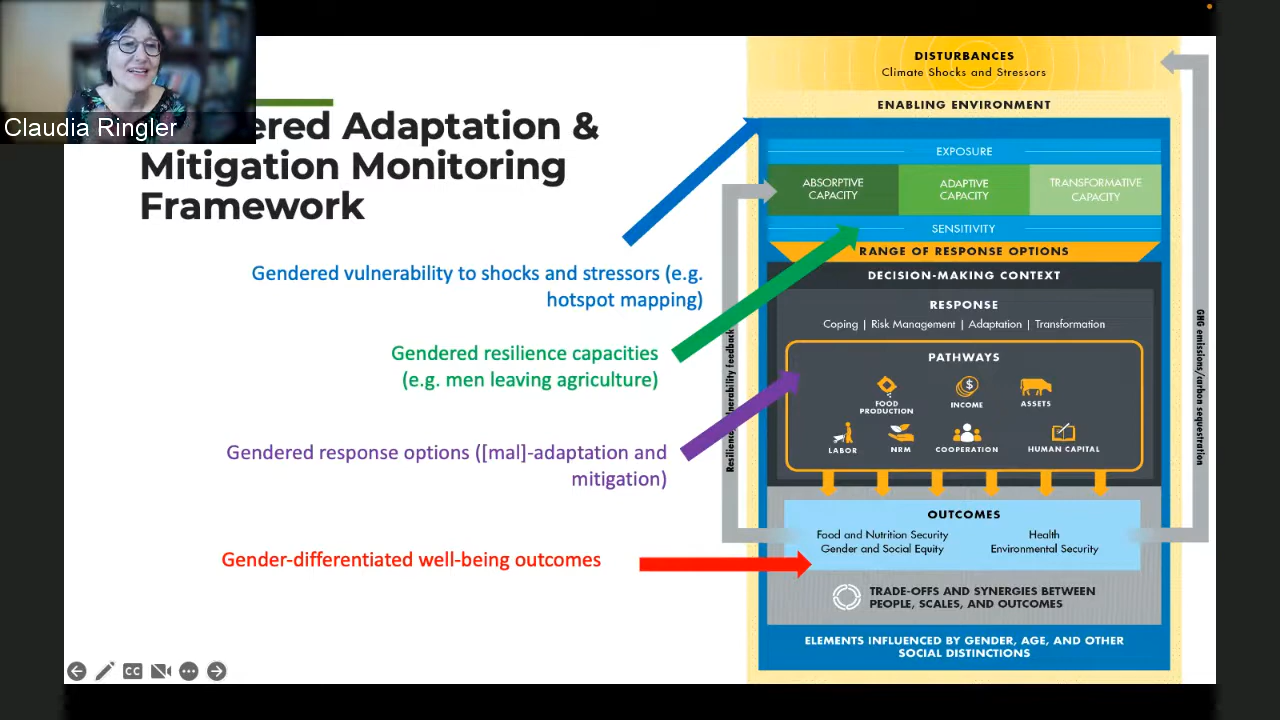 Claudia Ringler
ered Adaptation &
Mitigation Monitoring
Framework
Gendered vulnerability to shocks and stressors (e.g.
hotspot mapping)
Gendered resilience capacities
(e.g. men leaving agriculture)
Gendered response options ([mal]-adaptation and
mitigation)
Gender-differentiated well-being outcomes
DISTURBANCES
Climate Shocks and Stressors
ENABLING ENVIRONMENT
EXPOSURE
ABSORPTIVE
CAPACITY
ADAPTIVE
CAPACITY
TRANSFORMATIVE
CAPACITY
SENSITIVITY
RANGE OF RESPONSE OPTIONS
DECISION-MAKING CONTEXT
RESPONSE
Coping | Risk Management | Adaptation | Transformation
PATHWAYS
FOOD
PRODUCTION
INCOME
ASSETS
LABOR
NRM
COOPERATION
HUMAN CAPITAL
OUTCOMES
Food and Nutrition Security
Gender and Social Equity
Health
Environmental Security
TRADE-OFFS AND SYNERGIES BETWEEN
PEOPLE, SCALES, AND OUTCOMES
ELEMENTS INFLUENCED BY GENDER, AGE, AND OTHER
SOCIAL DISTINCTIONS
feedback
GHG emissions/carbon sequestration
CC